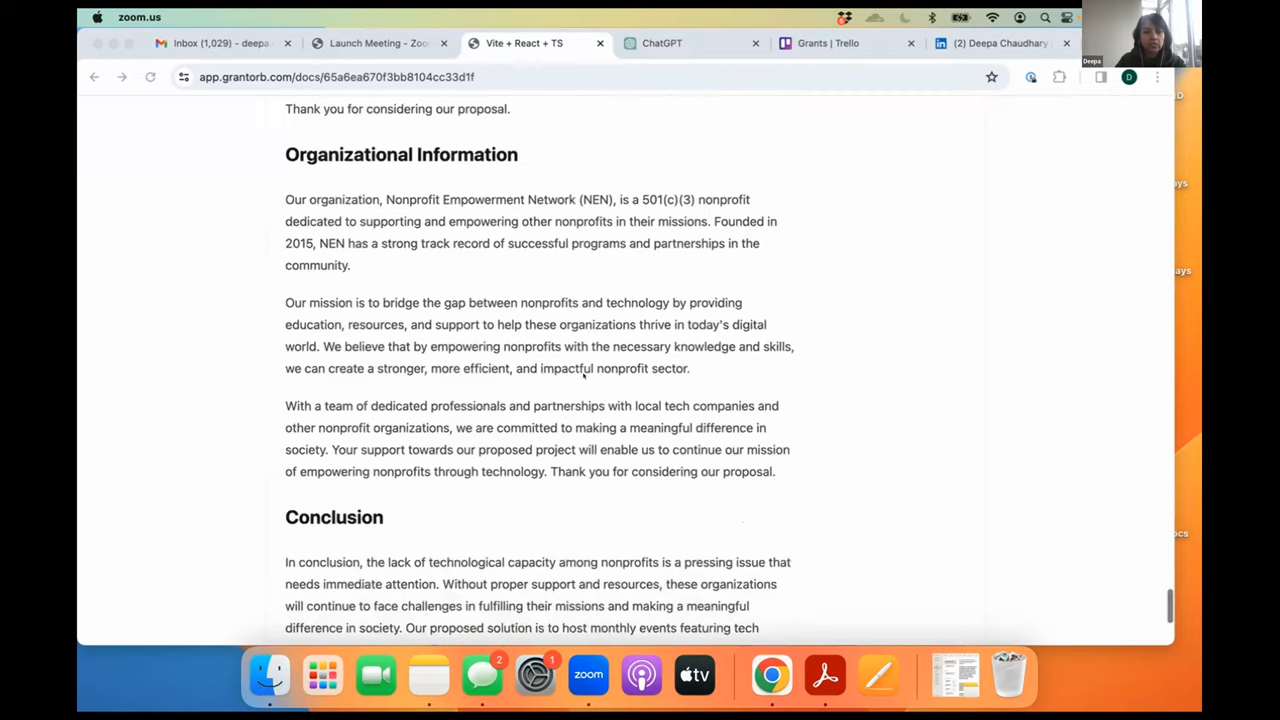 zoom.us
Inbox (1,029) - deepa
Launch Meeting - Zoo
Vite + React + TS
ChatGPT
Grants | Trello
(2) Deepa Chaudhary
Deepa
app.grantorb.com/docs/65a6ea670f3bb8104cc33d1f
D
Thank you for considering our proposal.
Organizational Information
Our organization, Nonprofit Empowerment Network (NEN), is a 501(c)(3) nonprofit
dedicated to supporting and empowering other nonprofits in their missions. Founded in
2015, NEN has a strong track record of successful programs and partnerships in the
community.
Our mission is to bridge the gap between nonprofits and technology by providing
education, resources, and support to help these organizations thrive in today's digital
world. We believe that by empowering nonprofits with the necessary knowledge and skills,
we can create a stronger, more efficient, and impactful nonprofit sector.
With a team of dedicated professionals and partnerships with local tech companies and
other nonprofit organizations, we are committed to making a meaningful difference in
society. Your support towards our proposed project will enable us to continue our mission
of empowering nonprofits through technology. Thank you for considering our proposal.
Conclusion
In conclusion, the lack of technological capacity among nonprofits is a pressing issue that
needs immediate attention. Without proper support and resources, these organizations
will continue to face challenges in fulfilling their missions and making a meaningful
difference in society. Our proposed solution is to host monthly events featuring tech
D
ays
ays
ocs
2
1
zoom
tv